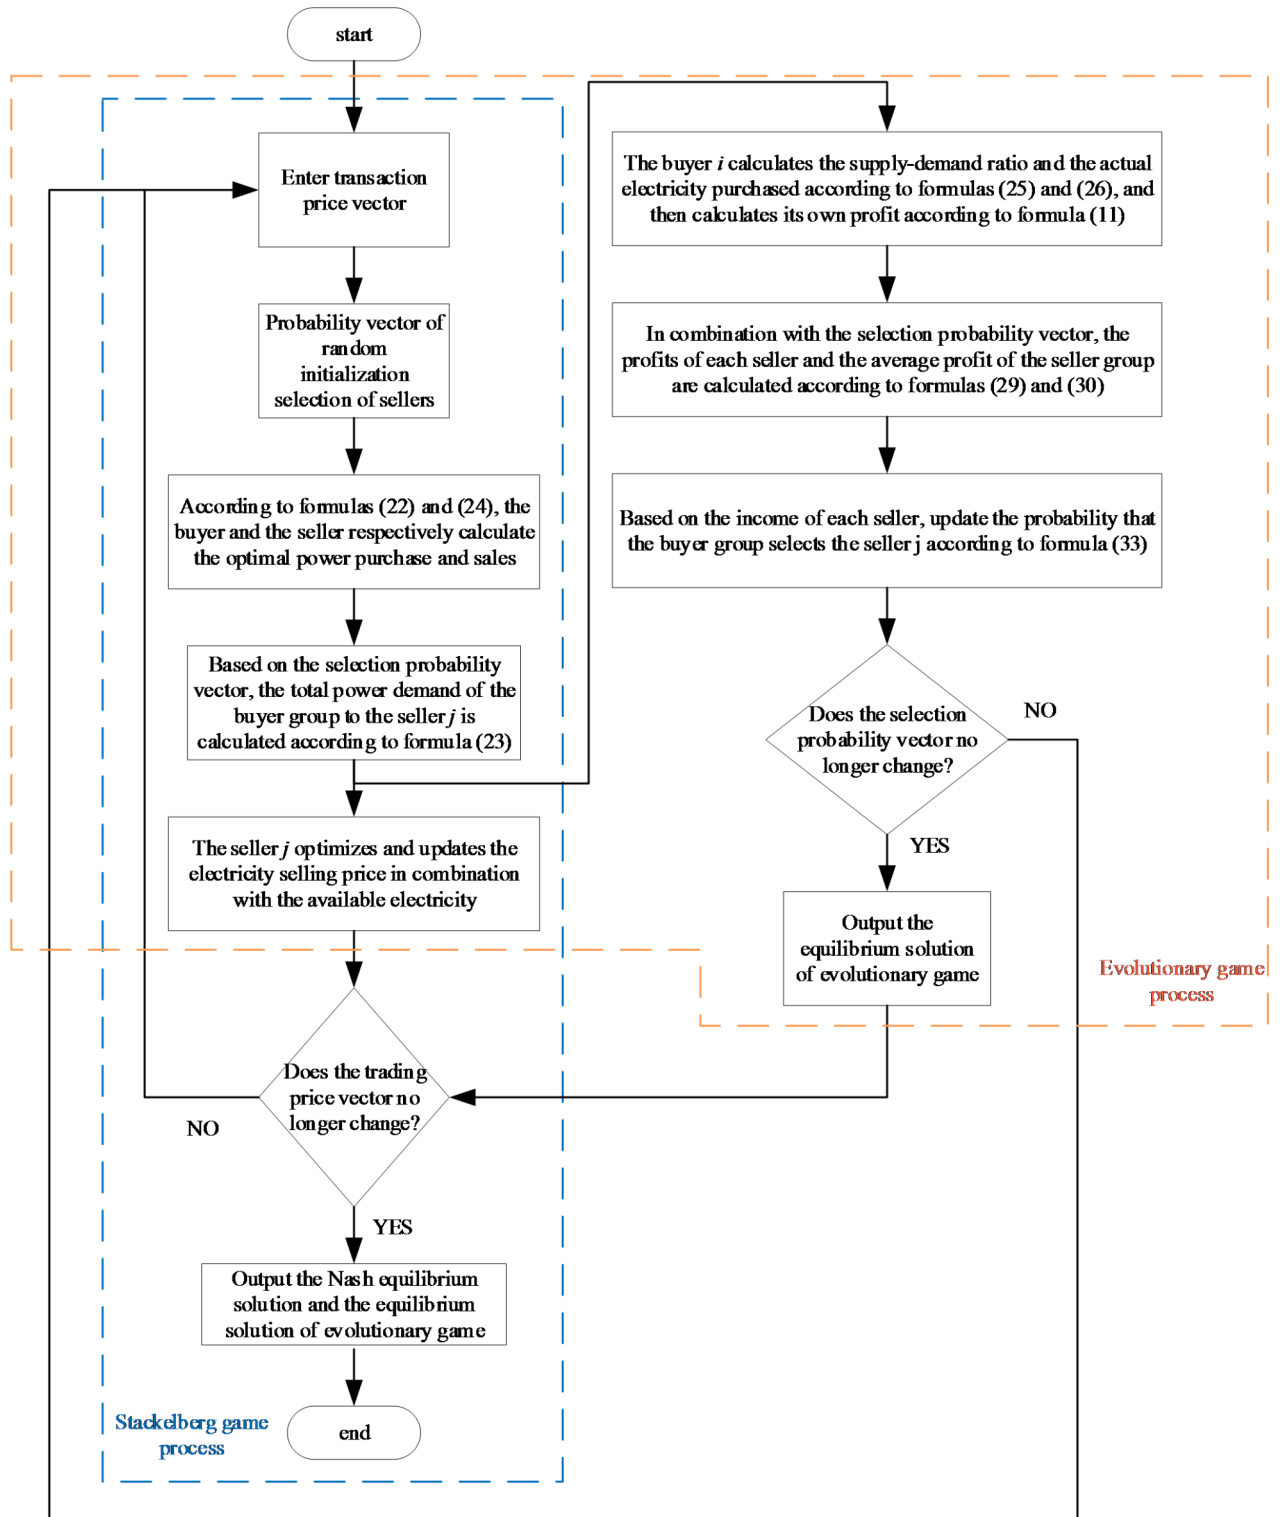 start
Enter transaction
price vector
Probability vector of
random
initialization
selection of sellers
According to formulas (22) and (24), the
buyer and the seller respectively calculate
the optimal power purchase and sales
Based on the selection probability
vector, the total power demand of the
buyer group to the seller j is
calculated according to formula (23)
The seller j optimizes and updates the
electricity selling price in combination
with the available electricity
Does the trading
price vector no
longer change?
NO
YES
Output the Nash equilibrium
solution and the equilibrium
solution of evolutionary game
end
Stackelberg game
process
The buyer i calculates the supply-demand ratio and the actual
electricity purchased according to formulas (25) and (26), and
then calculates its own profit according to formula (11)
In combination with the selection probability vector, the
profits of each seller and the average profit of the seller group
are calculated according to formulas (29) and (30)
Based on the income of each seller, update the probability that
the buyer group selects the seller j according to formula (33)
Does the selection
probability vector no
longer change?
NO
YES
Output the
equilibrium solution
of evolutionary game
Evolutionary game
process